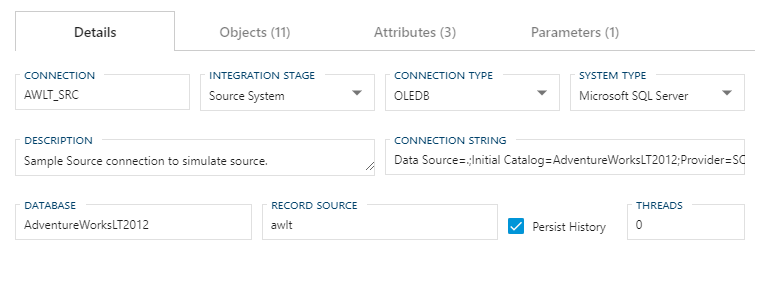 Details Objects (11) Attributes (3) Parameters (1)
CONNECTION INTEGRATION STAGE CONNECTION TYPE SYSTEM TYPE
AWLT_SRC Source System OLEDB Microsoft SQL Server
DESCRIPTION CONNECTION STRING
Sample Source connection to simulate source. Data Source=.;Initial Catalog=AdventureWorksLT2012;Provider=SQ
DATABASE RECORD SOURCE THREADS
AdventureWorksLT2012 awlt Persist History 0